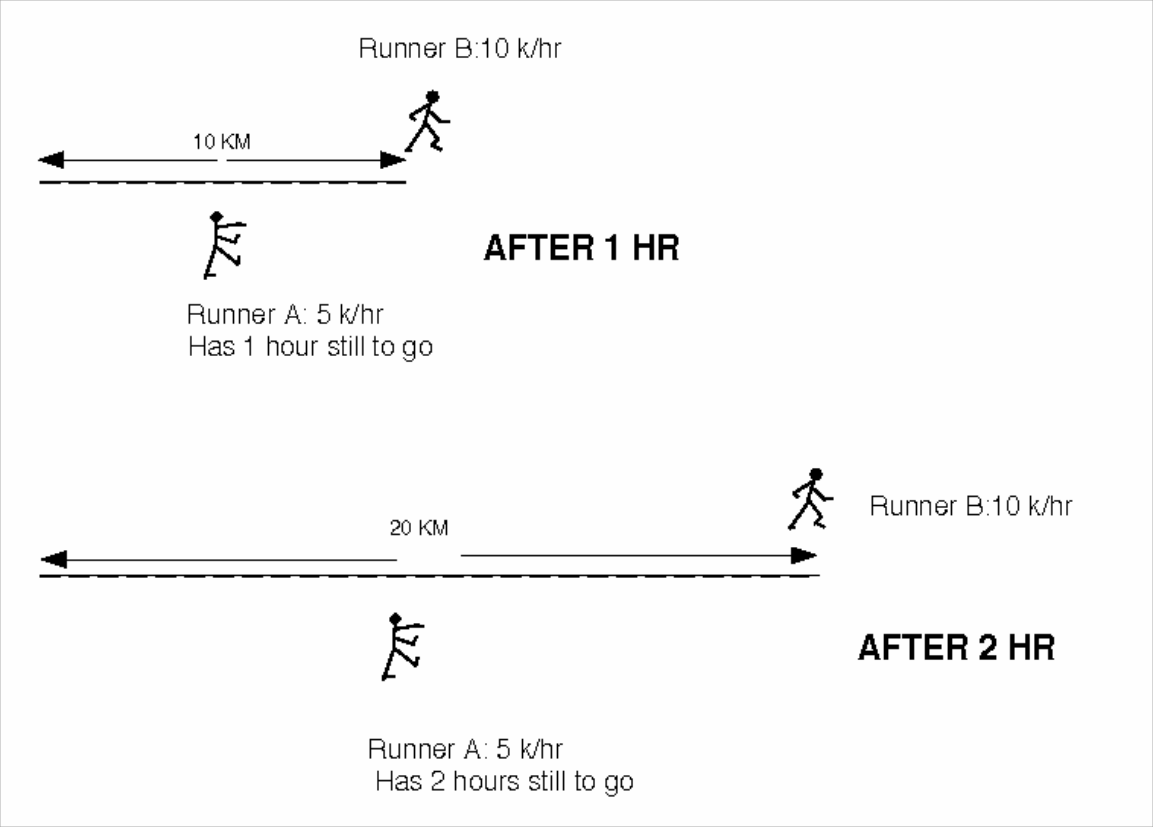 Runner B:10 k/hr
10 KM
AFTER 1 HR
Runner A: 5 k/hr
Has 1 hour still to go
Runner B:10 k/hr
20 KM
AFTER 2 HR
Runner A: 5 k/hr
Has 2 hours still to go